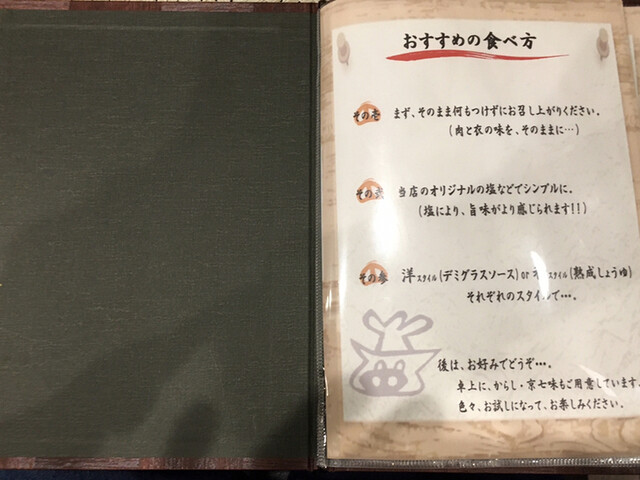 おすすめの食べ方
その壱 まず、そのまま何もつけずにお召し上がりください。
(肉と衣の味を、そのままに…)
その弐 当店のオリジナルの塩などでシンプルに。
(塩により、旨味がより感じられます!!)
その参 洋スタイル(デミグラスソース) or スタイル(熟成しょうゆ)
それぞれのスタイルで…。
後は、お好みでどうぞ…。
卓上に、からし・京七味もご用意しています
色々、お試しになって、お楽しみください。